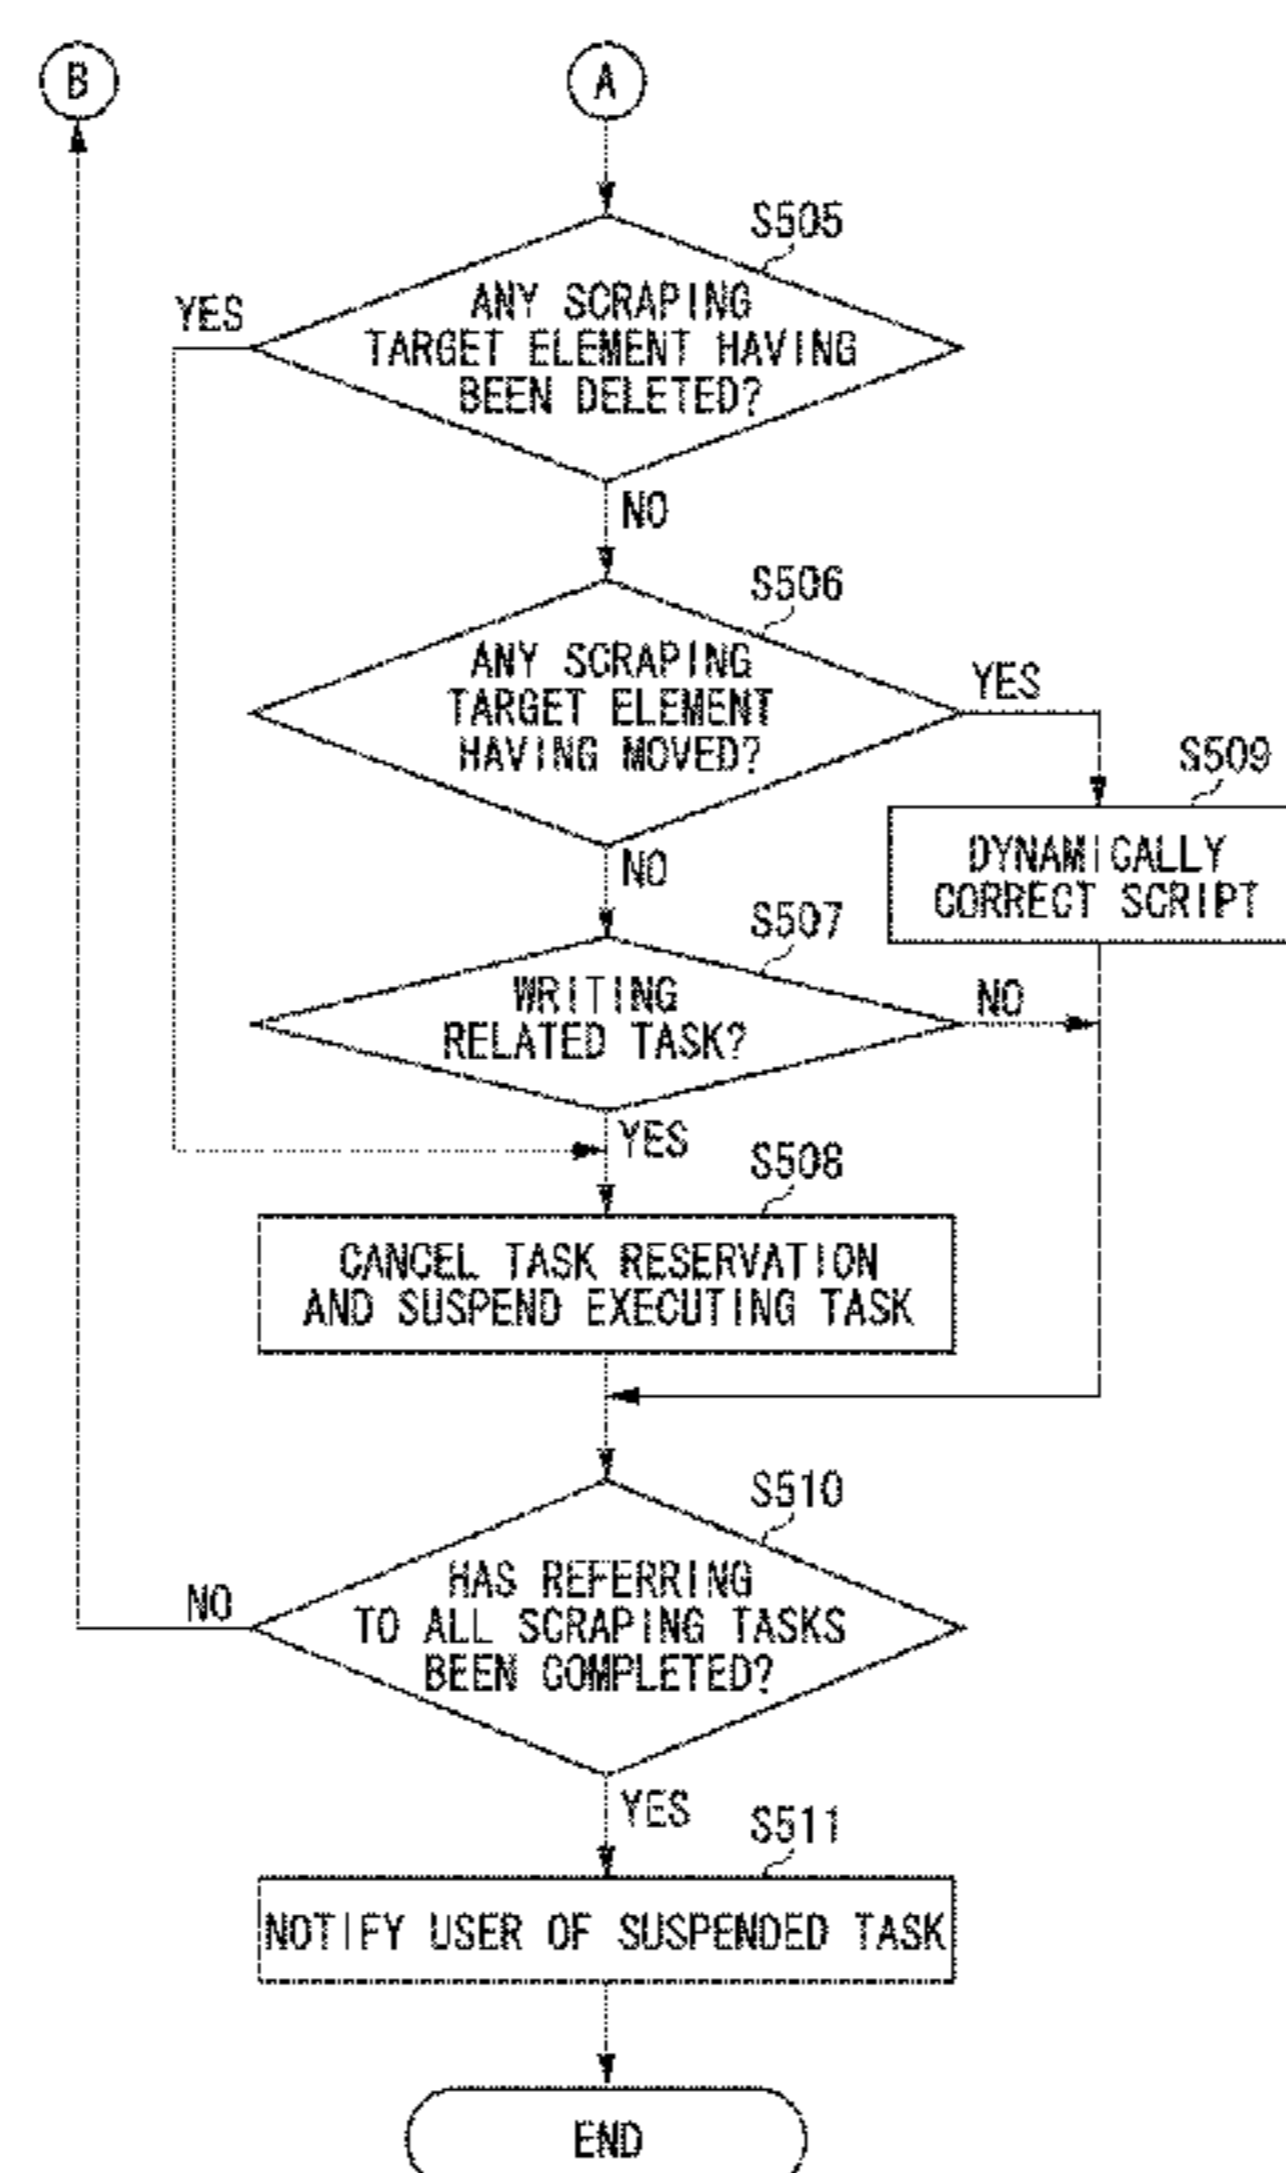 B
A
S505
YES
ANY SCRAPING
TARGET ELEMENT HAVING
BEEN DELETED?
NO
S506
ANY SCRAPING
TARGET ELEMENT
HAVING MOVED?
YES
S509
DYNAMICALLY
CORRECT SCRIPT
NO
S507
WRITING
RELATED TASK?
NO
YES
S508
CANCEL TASK RESERVATION
AND SUSPEND EXECUTING TASK
S510
HAS REFERRING
TO ALL SCRAPING TASKS
BEEN COMPLETED?
NO
YES
S511
NOTIFY USER OF SUSPENDED TASK
END